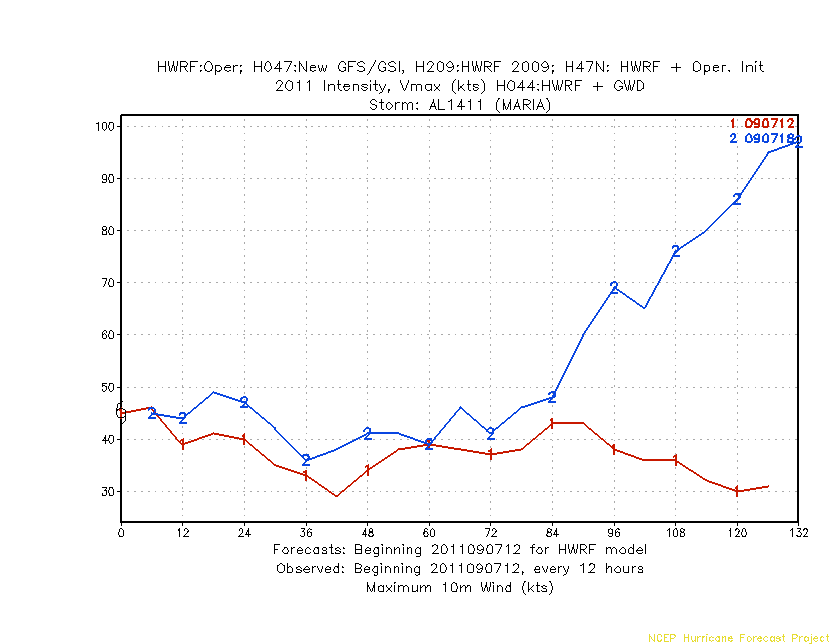 HWRF:Oper; H047:New GFS/GSI, H209:HWRF 2009; H47N: HWRF + Oper. Init
2011 Intensity, Vmax (kts) H044:HWRF + GWD
Storm: AL1411 (MARIA)
1 090712
2 090718
100
90
80
70
60
50
40
30
0 12 24 36 48 60 72 84 96 108 120 132
Forecasts: Beginning 2011090712 for HWRF model
Observed: Beginning 2011090712, every 12 hours
Maximum 10m Wind (kts)
NCEP Hurricane Forecast Project